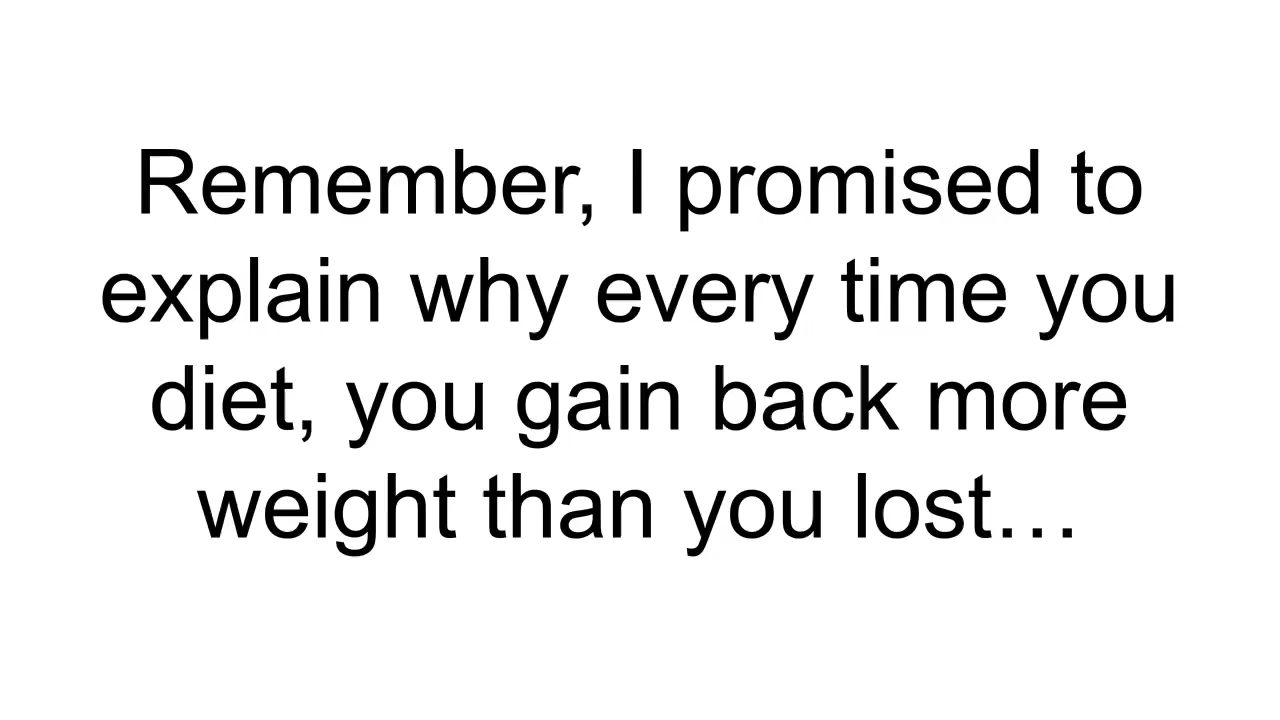 Remember, I promised to
explain why every time you
diet, you gain back more
weight than you lost…